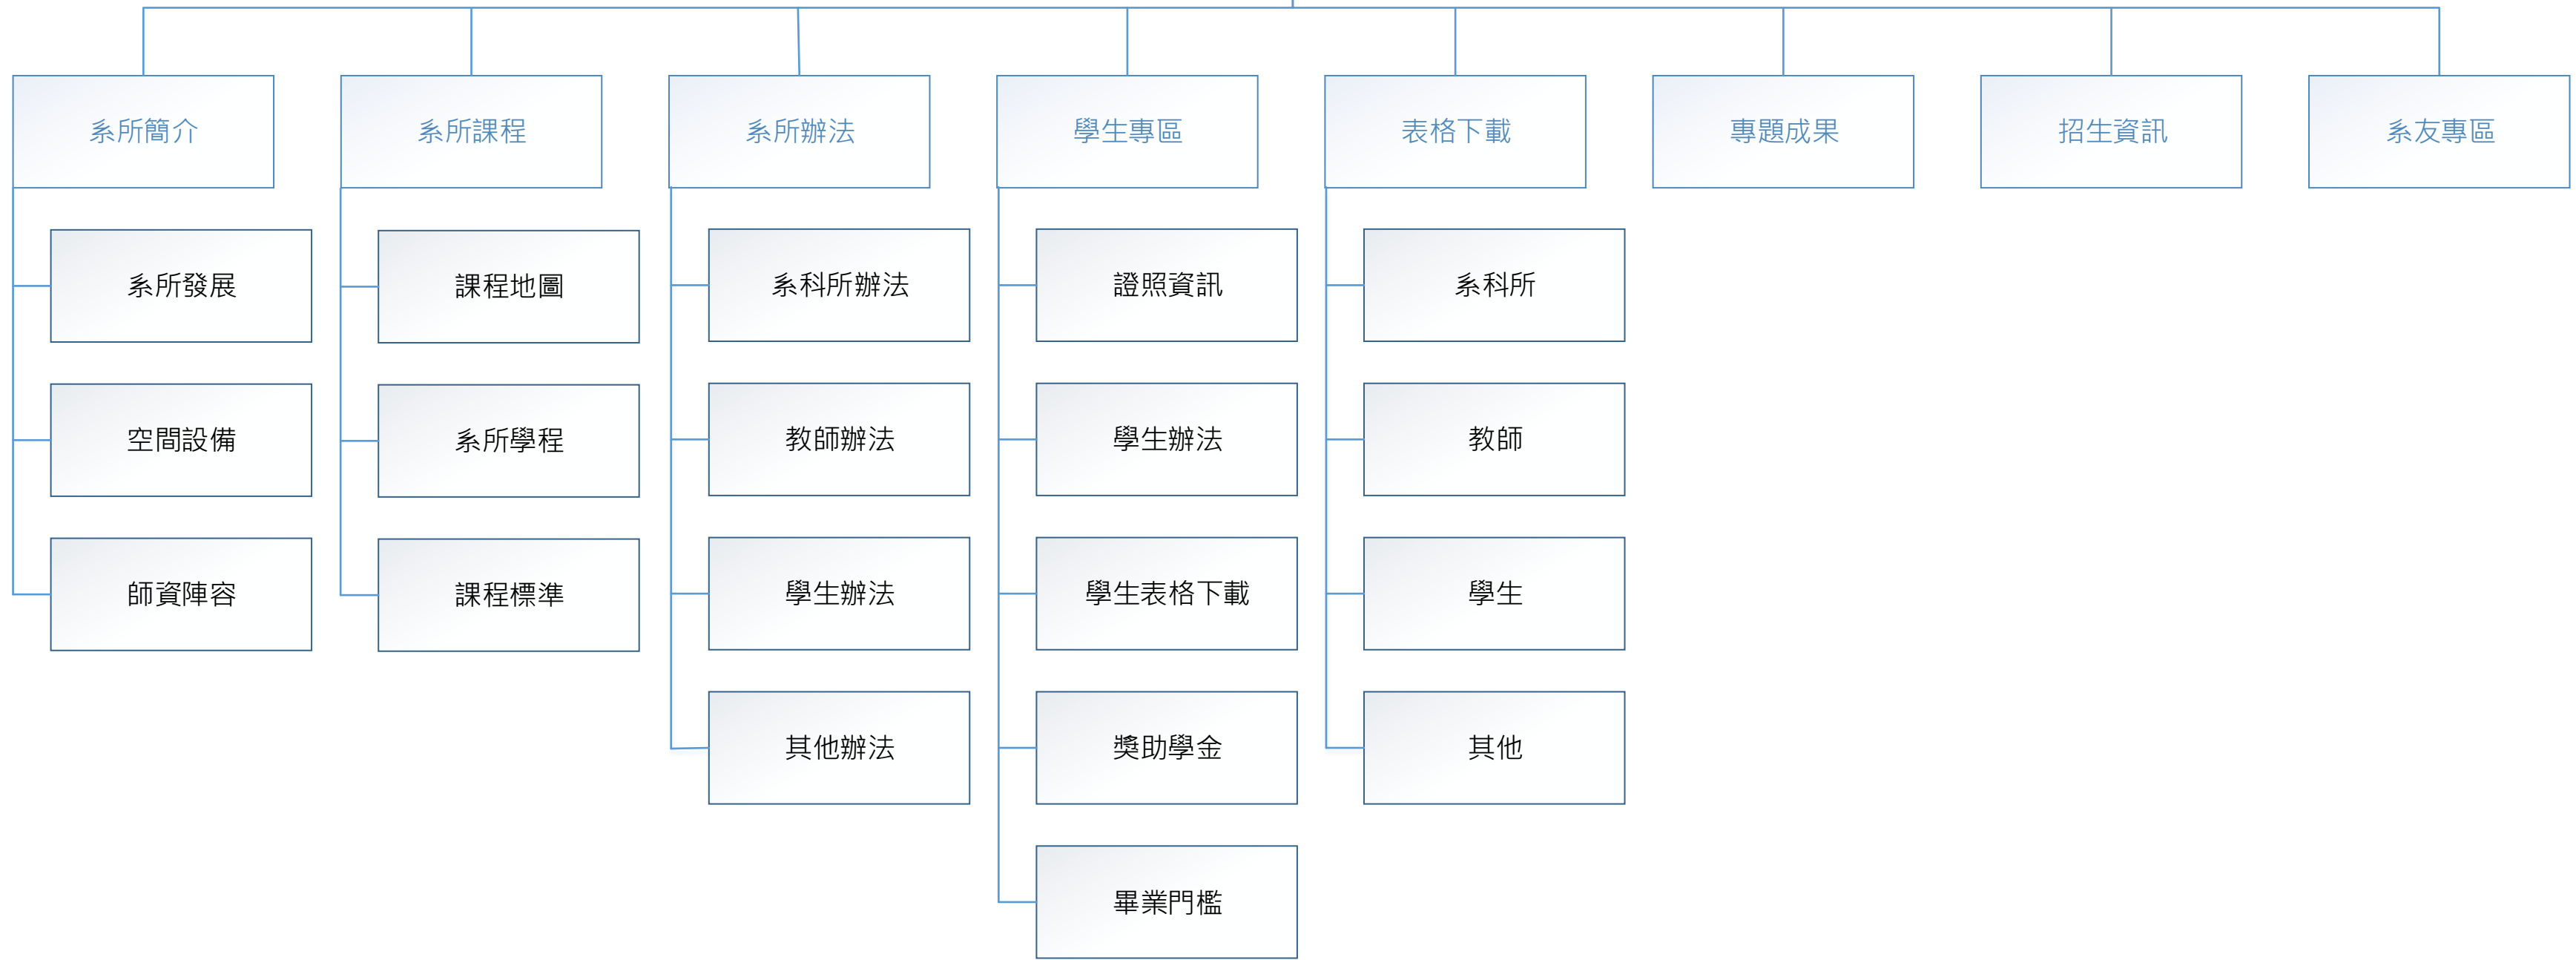 系所簡介
系所課程
系所辦法
學生專區
表格下載
專題成果
招生資訊
系友專區
系所發展
空間設備
師資陣容
課程地圖
系所學程
課程標準
系科所辦法
教師辦法
學生辦法
其他辦法
證照資訊
學生辦法
學生表格下載
獎助學金
畢業門檻
系科所
教師
學生
其他